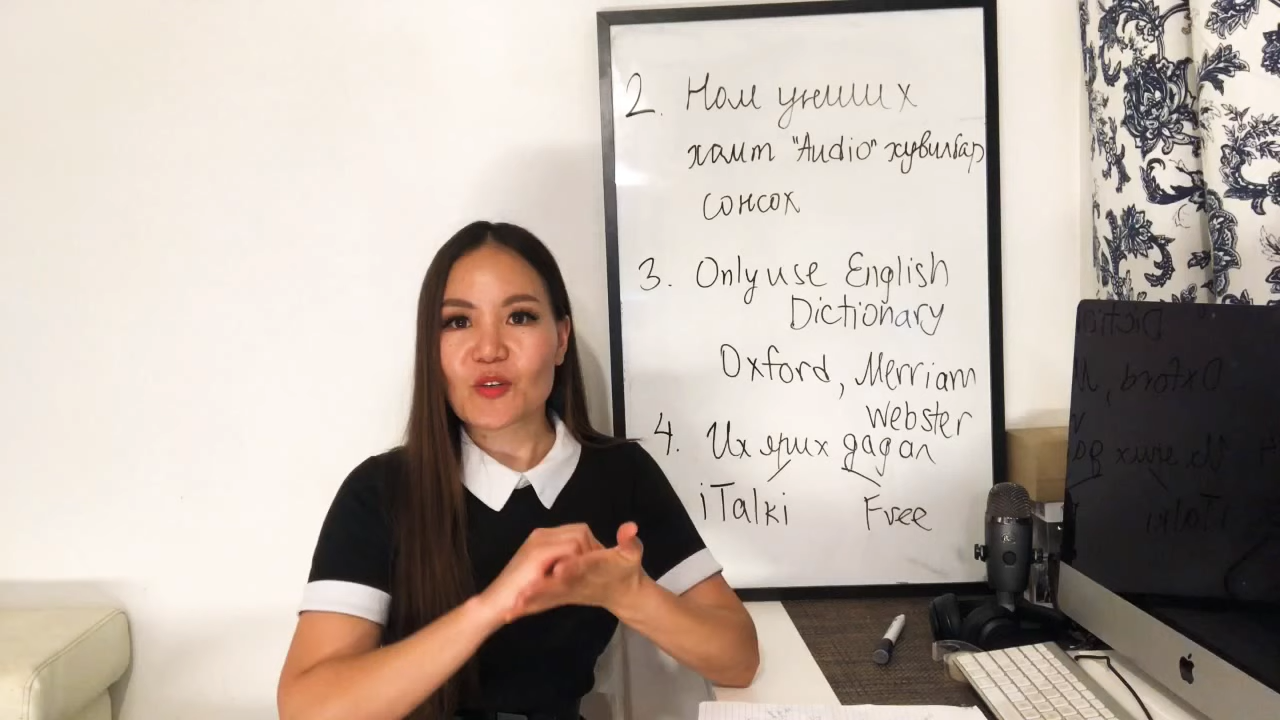 2. Ном унших
хамт "Audio" хувилбар
сонсох
3. Only use English
Dictionary
Oxford, Merriam
Webster
4. Их ярих дадал
iTalki Free